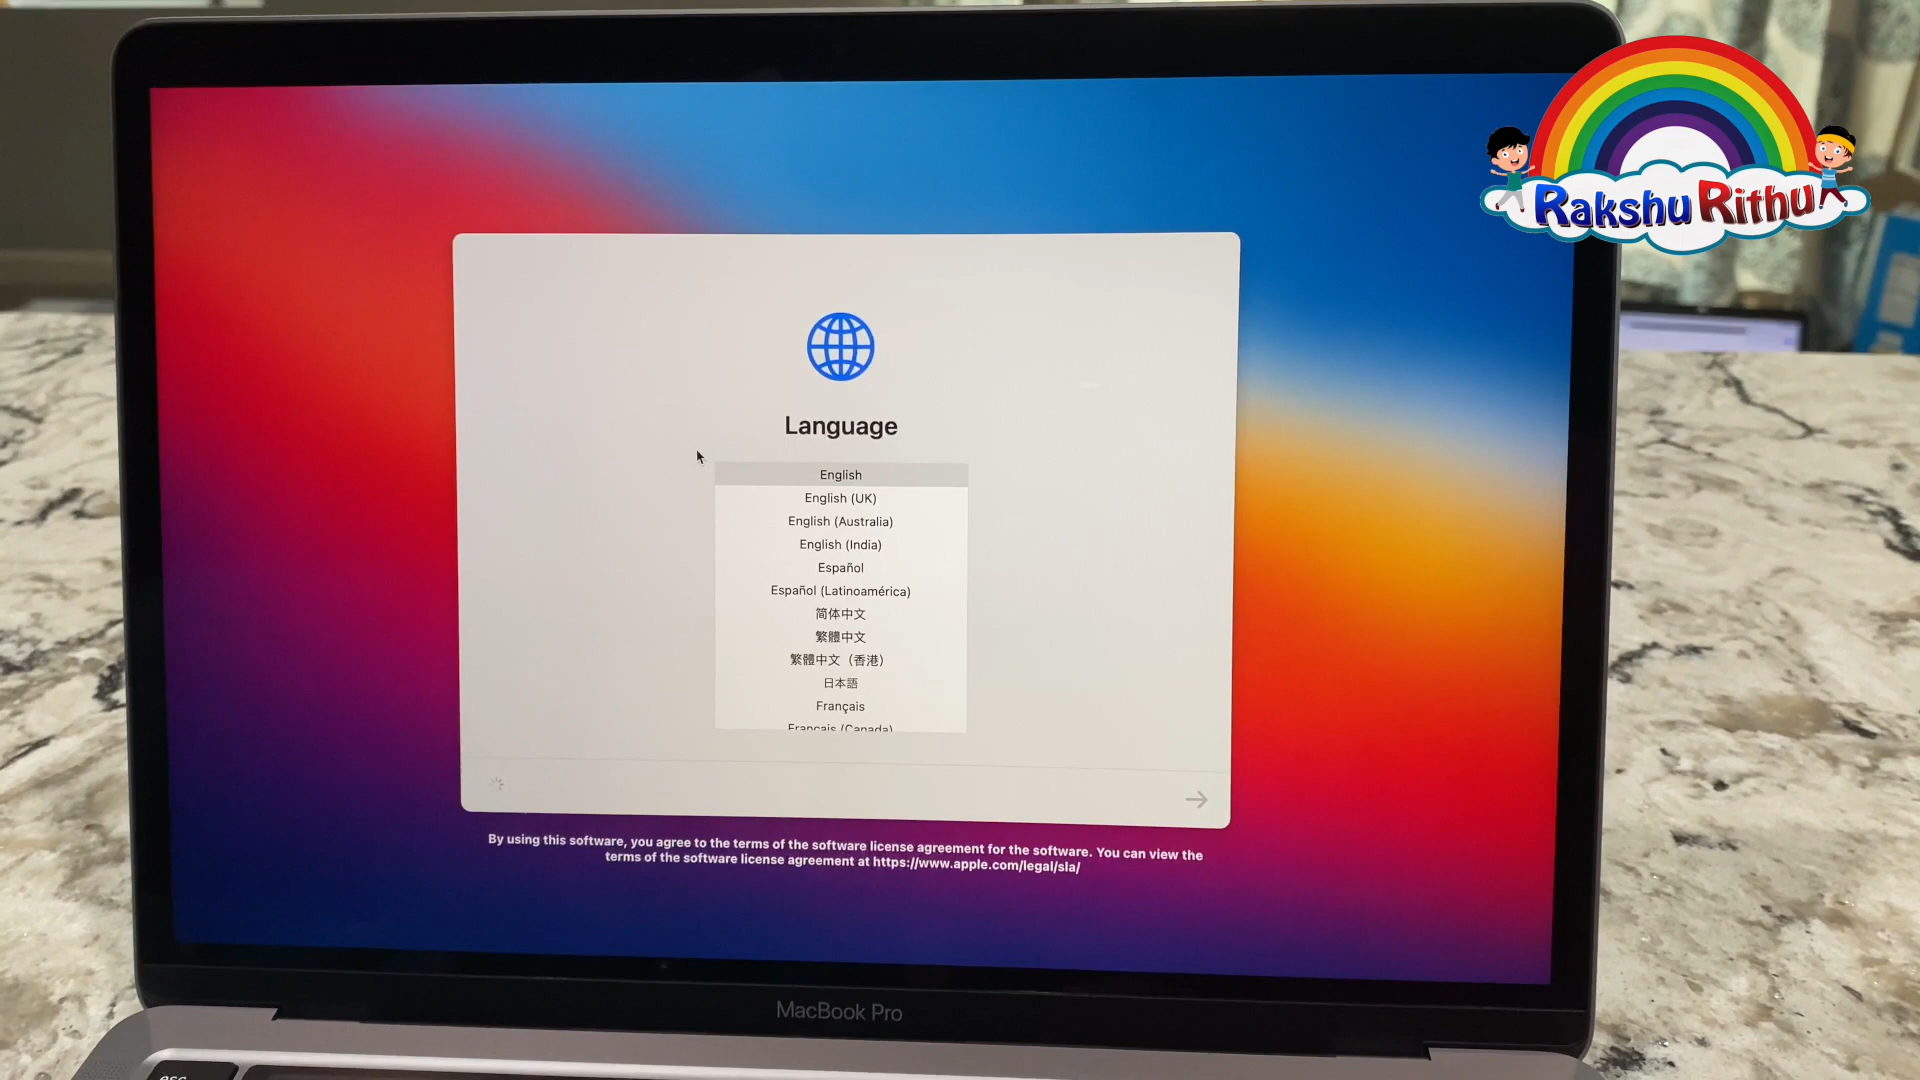 Rakshu Rithu
Language
English
English (UK)
English (Australia)
English (India)
Español
Español (Latinoamérica)
简体中文
繁體中文
繁體中文（香港）
日本語
Français
Français (Canada)
By using this software, you agree to the terms of the software license agreement for the software. You can view the
terms of the software license agreement at https://www.apple.com/legal/sla/
MacBook Pro
esc